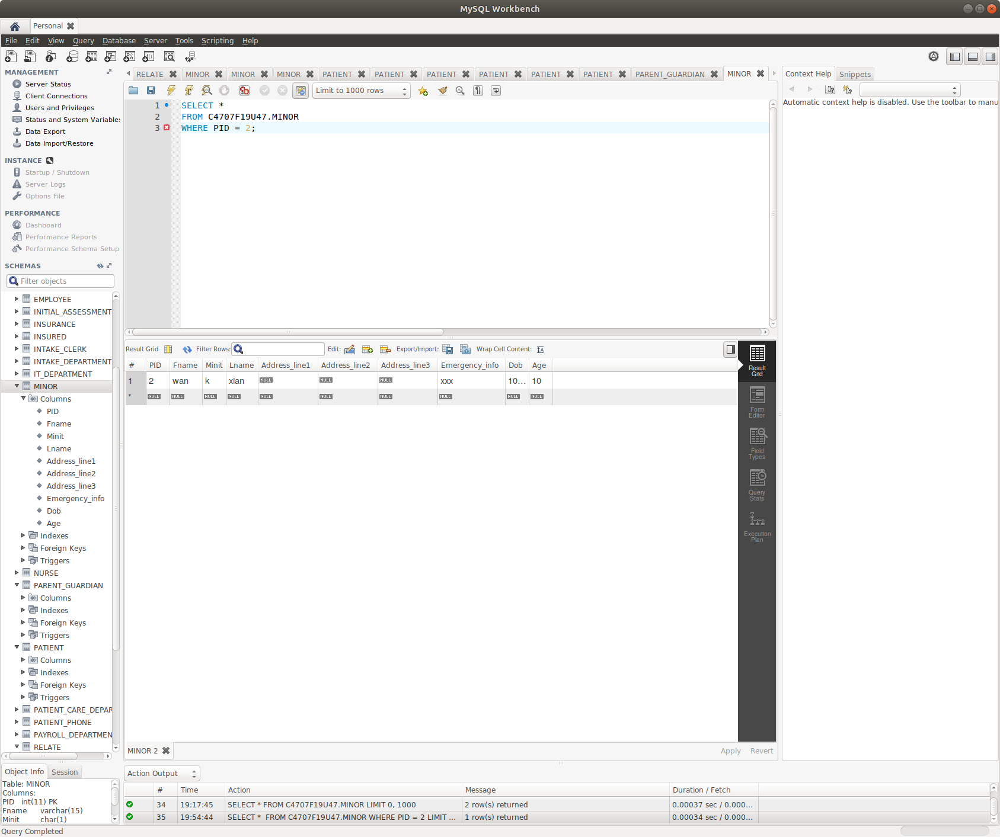 MySQL Workbench
Personal
File Edit View Query Database Server Tools Scripting Help
MANAGEMENT
Server Status
Client Connections
Users and Privileges
Status and System Variables
Data Export
Data Import/Restore
INSTANCE
Startup / Shutdown
Server Logs
Options File
PERFORMANCE
Dashboard
Performance Reports
Performance Schema Setup
SCHEMAS
Filter objects
EMPLOYEE
INITIAL_ASSESSMENT
INSURANCE
INSURED
INTAKE_CLERK
INTAKE_DEPARTMENT
IT_DEPARTMENT
MINOR
Columns
PID
Fname
Minit
Lname
Address_line1
Address_line2
Address_line3
Emergency_info
Dob
Age
Indexes
Foreign Keys
Triggers
NURSE
PARENT_GUARDIAN
Columns
Indexes
Foreign Keys
Triggers
PATIENT
Columns
Indexes
Foreign Keys
Triggers
PATIENT_CARE_DEPAR
PATIENT_PHONE
PAYROLL_DEPARTMEN
RELATE
Object Info Session
Table: MINOR
Columns:
PID int(11) PK
Fname varchar(15)
Minit char(1)
Query Completed
RELATE MINOR MINOR MINOR PATIENT PATIENT PATIENT PATIENT PATIENT PATIENT PARENT_GUARDIAN MINOR
Limit to 1000 rows
1 SELECT *
2 FROM C4707F19U47.MINOR
3 WHERE PID = 2;
Result Grid Filter Rows: Edit: Export/Import: Wrap Cell Content:
# PID Fname Minit Lname Address_line1 Address_line2 Address_line3 Emergency_info Dob Age
1 2 wan k xian NULL NULL NULL xxx 10... 10
* NULL NULL NULL NULL NULL NULL NULL NULL NULL NULL
Result
Grid
Form
Editor
Field
Types
Query
Stats
Execution
Plan
MINOR 2 Apply Revert
Action Output
# Time Action Message Duration / Fetch
34 19:17:45 SELECT * FROM C4707F19U47.MINOR LIMIT 0, 1000 2 row(s) returned 0.00037 sec / 0.000...
35 19:54:44 SELECT * FROM C4707F19U47.MINOR WHERE PID = 2 LIMIT ... 1 row(s) returned 0.00034 sec / 0.000...
Context Help Snippets
Automatic context help is disabled. Use the toolbar to manu